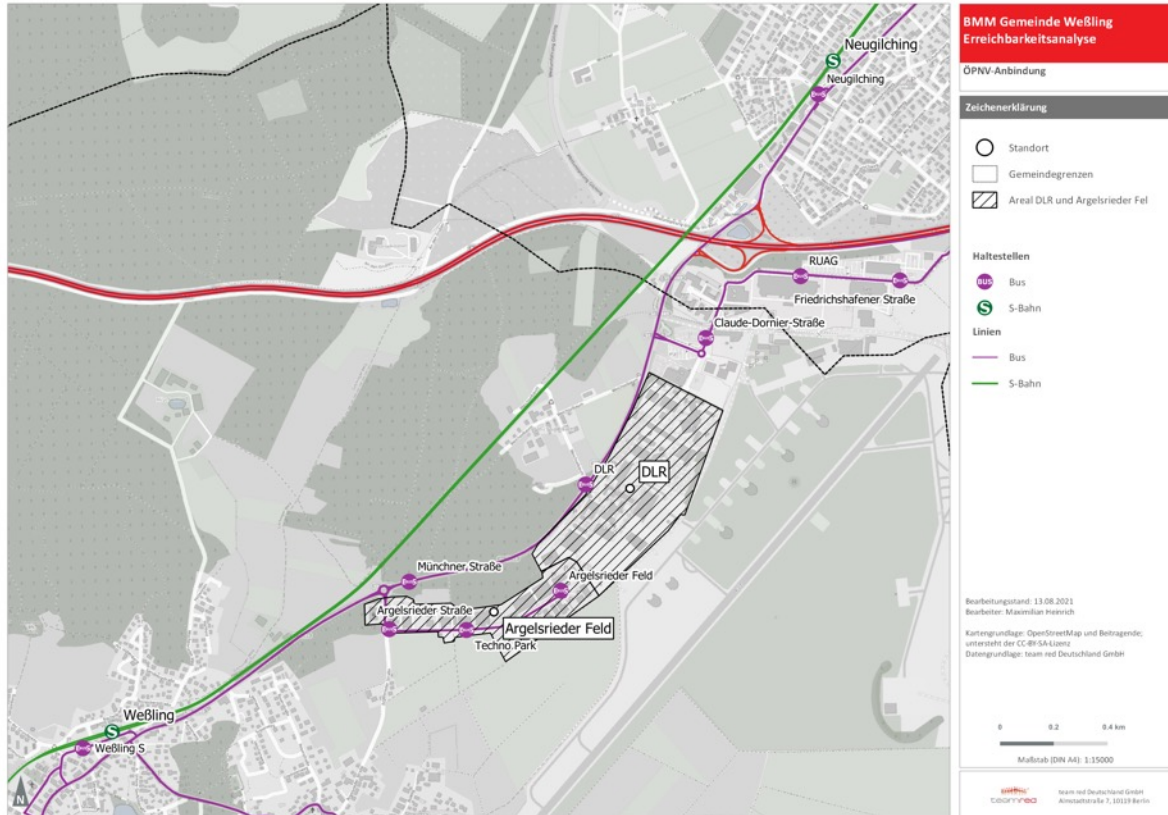 Neugilching
Neugilching
RUAG
Friedrichshafener Straße
Claude-Dornier-Straße
DLR
DLR
Münchner Straße
Argelsrieder Feld
Argelsrieder Straße
Argelsrieder Feld
Techno Park
Weßling
Weßling S
N
BMM Gemeinde Weßling
Erreichbarkeitsanalyse
ÖPNV-Anbindung
Zeichenerklärung
Standort
Gemeindegrenzen
Areal DLR und Argelsrieder Fel
Haltestellen
BUS Bus
S S-Bahn
Linien
Bus
S-Bahn
Bearbeitungsstand: 13.08.2021
Bearbeiter: Maximilian Heinrich
Kartengrundlage: OpenStreetMap und Beitragende;
untersteht der CC-BY-SA-Lizenz
Datengrundlage: team red Deutschland GmbH
0 0.2 0.4 km
Maßstab (DIN A4): 1:15000
teamred
team red Deutschland GmbH
Almstadtstraße 7, 10119 Berlin